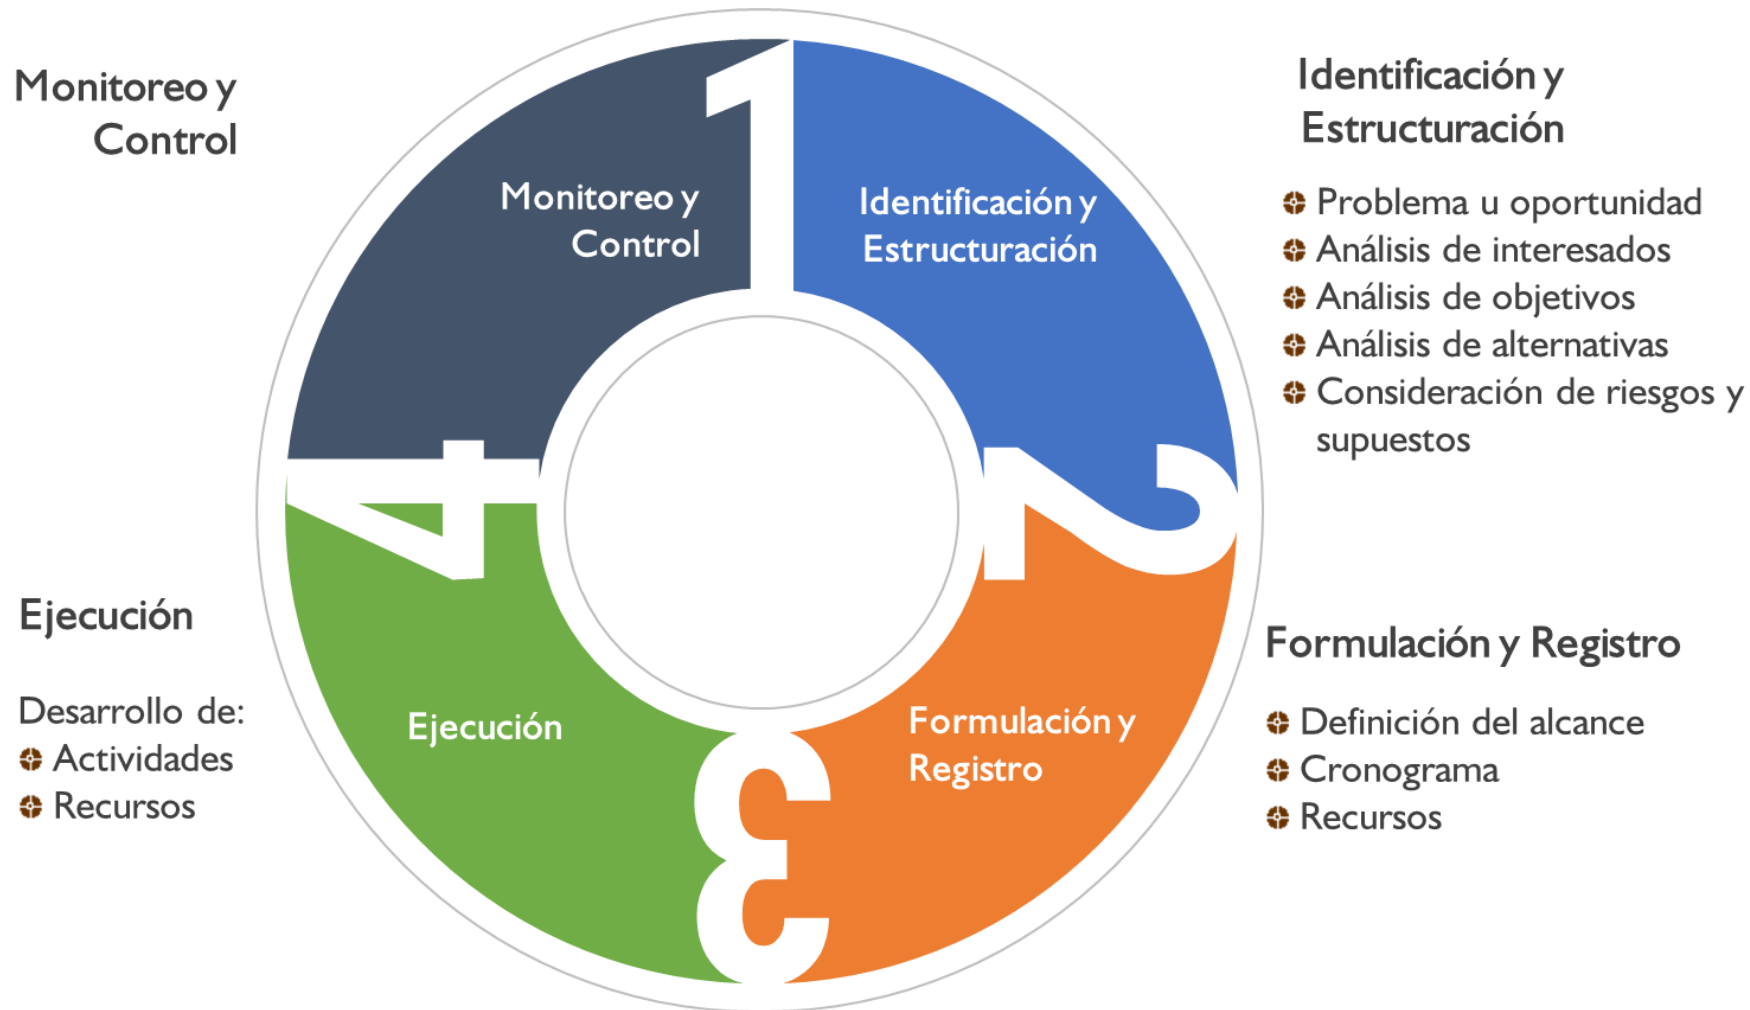 Monitoreo y
Control
1
Monitoreo y
Control
Identificación y
Estructuración
Identificación y
Estructuración
Problema u oportunidad
Análisis de interesados
Análisis de objetivos
Análisis de alternativas
Consideración de riesgos y
supuestos
2
Formulación y Registro
Definición del alcance
Cronograma
Recursos
Formulación y
Registro
3
Ejecución
Ejecución
Desarrollo de:
Actividades
Recursos
4